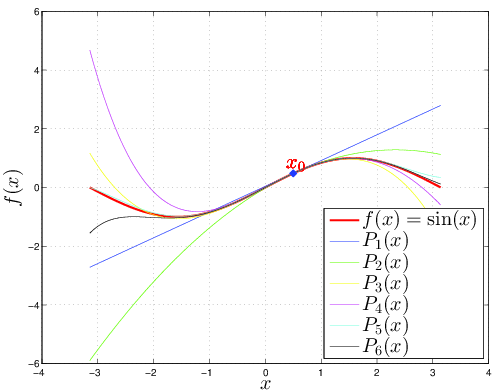 6
4
2
0
−2
−4
−6
−4 −3 −2 −1 0 1 2 3 4
f(x)
x
x₀
f(x) = sin(x)
P₁(x)
P₂(x)
P₃(x)
P₄(x)
P₅(x)
P₆(x)